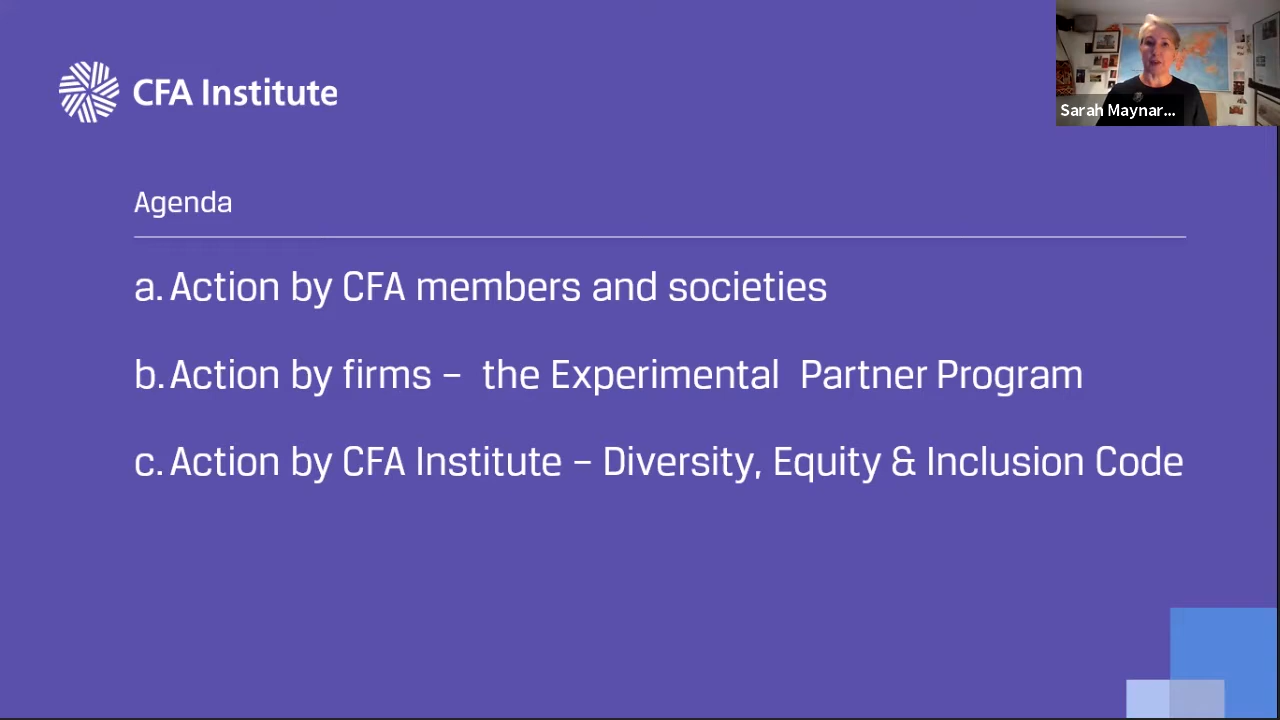 CFA Institute
Sarah Maynar...
Agenda
a. Action by CFA members and societies
b. Action by firms – the Experimental Partner Program
c. Action by CFA Institute – Diversity, Equity & Inclusion Code